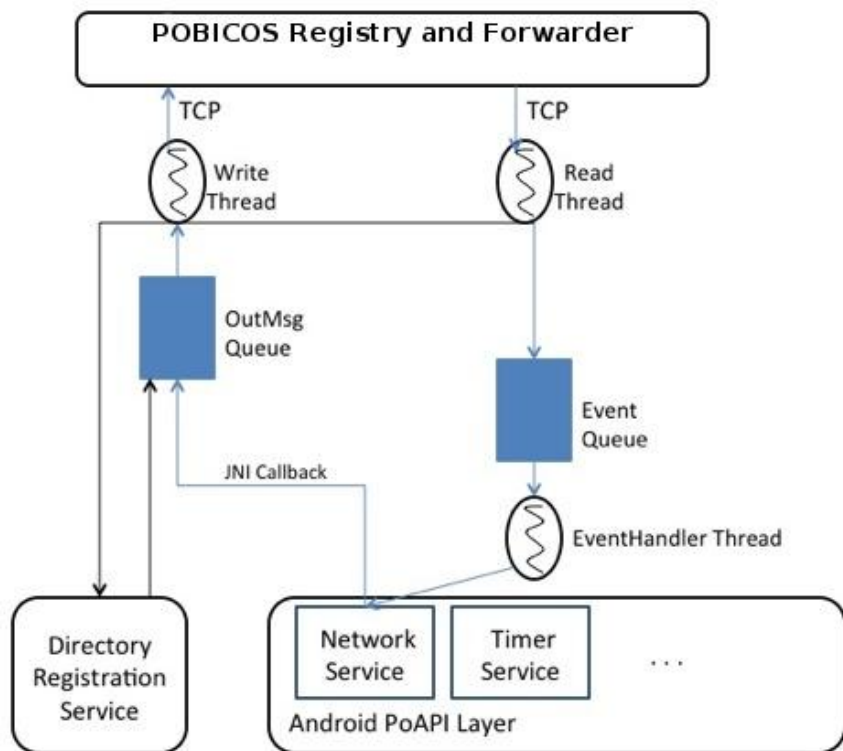 POBICOS Registry and Forwarder
TCP
TCP
Write
Thread
Read
Thread
OutMsg
Queue
Event
Queue
JNI Callback
EventHandler Thread
Directory
Registration
Service
Network
Service
Timer
Service
. . .
Android PoAPI Layer